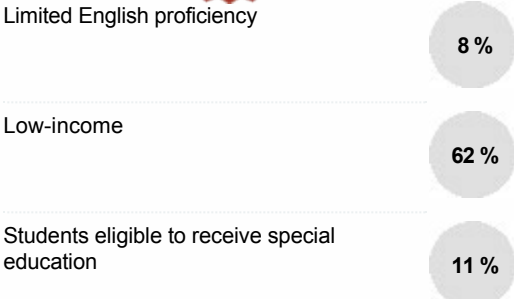 Limited English proficiency
8 %
Low-income
62 %
Students eligible to receive special
education
11 %